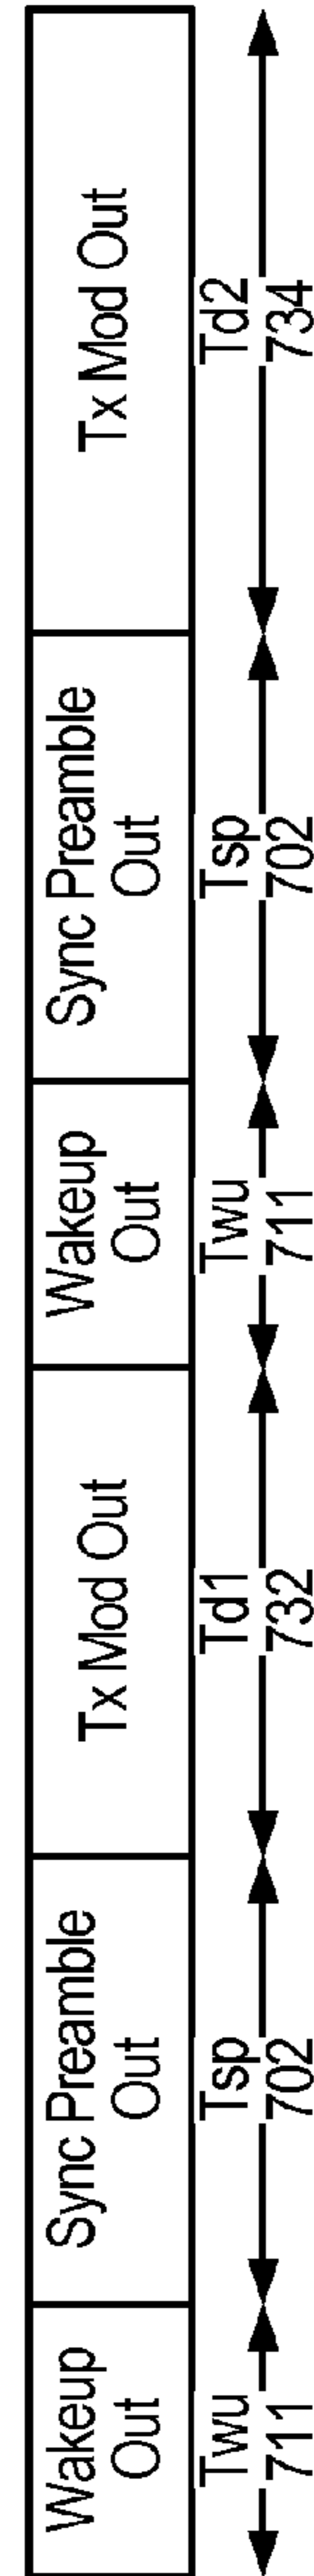 Wakeup
Out
Sync Preamble
Out
Tx Mod Out
Wakeup
Out
Sync Preamble
Out
Tx Mod Out
Twu
711
Tsp
702
Td1
732
Twu
711
Tsp
702
Td2
734